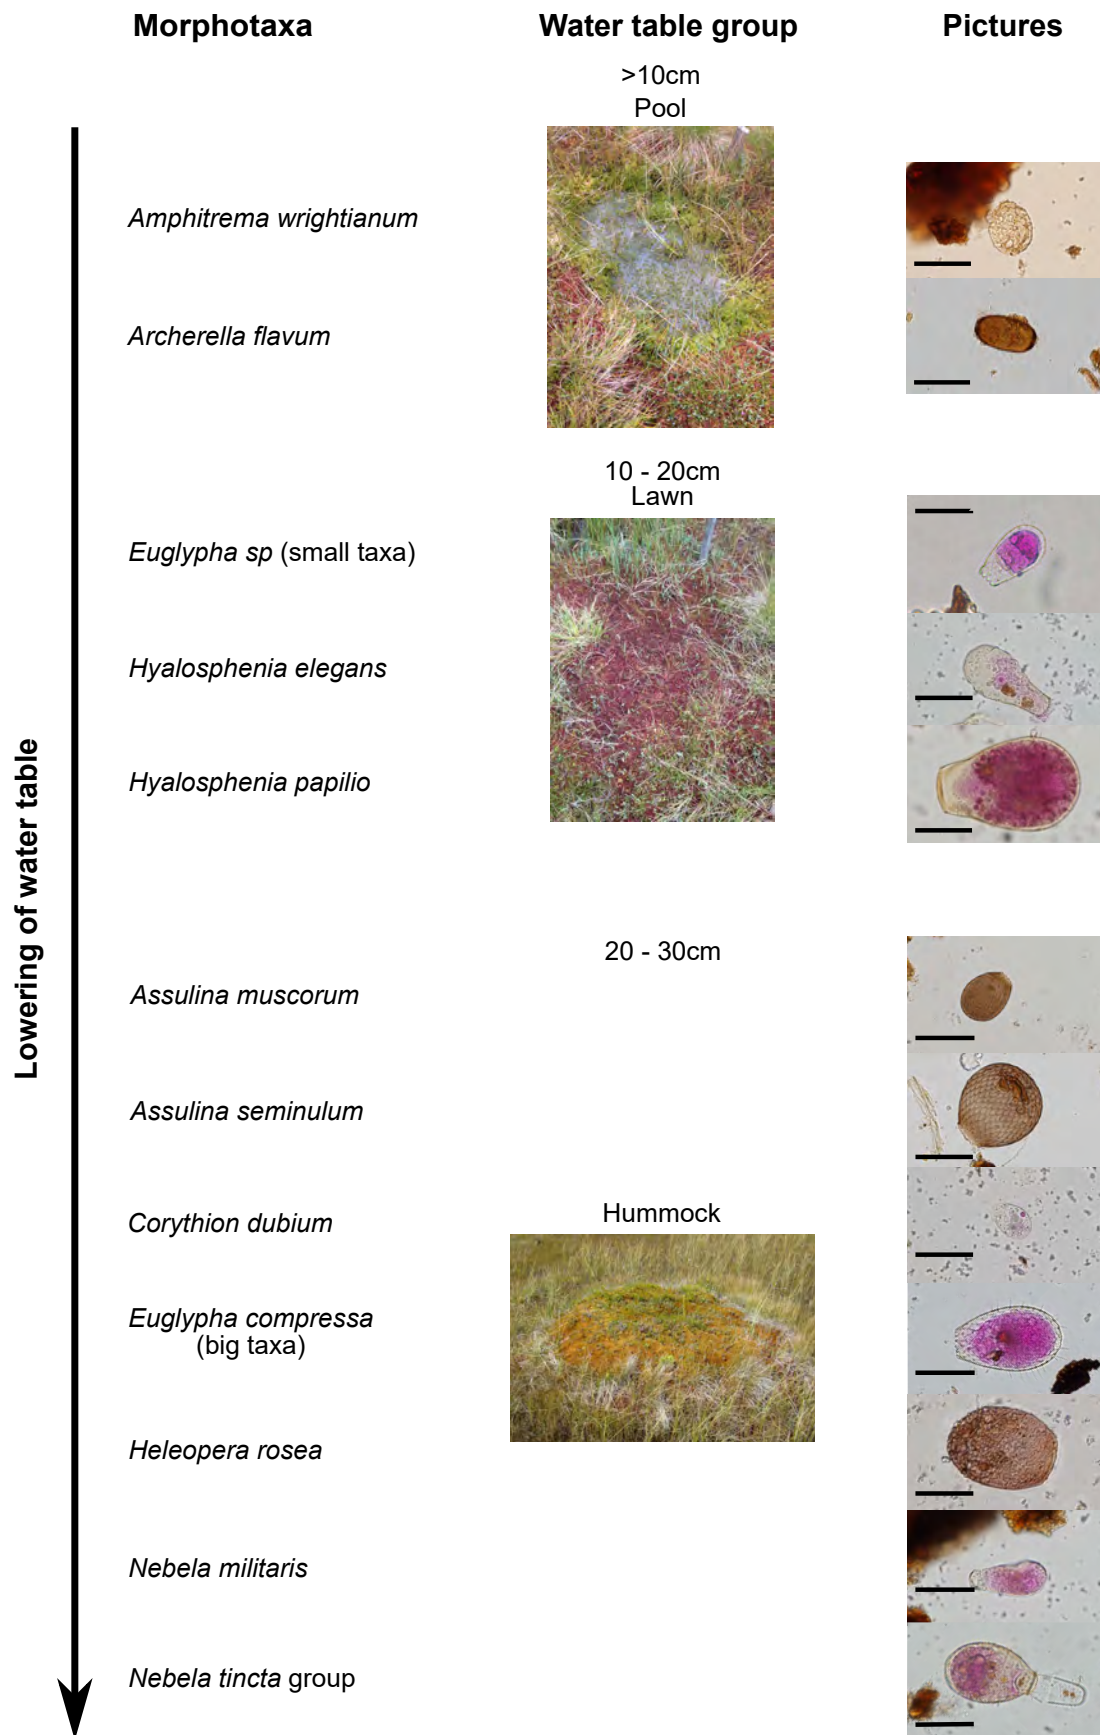 Morphotaxa
Water table group
Pictures
>10cm
Pool
Amphitrema wrightianum
Archerella flavum
10 - 20cm
Lawn
Euglypha sp (small taxa)
Hyalosphenia elegans
Hyalosphenia papilio
Lowering of water table
20 - 30cm
Assulina muscorum
Assulina seminulum
Corythion dubium
Hummock
Euglypha compressa
(big taxa)
Heleopera rosea
Nebela militaris
Nebela tincta group